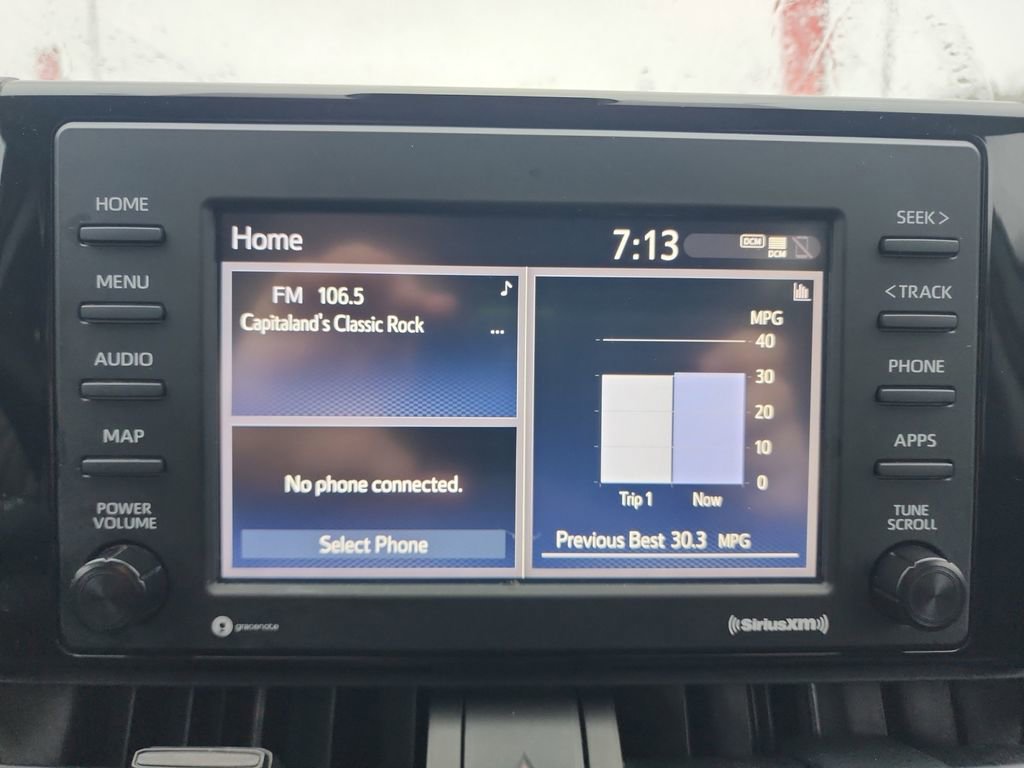 HOME
MENU
AUDIO
MAP
POWER
VOLUME
Home
7:13
DCM
DCM
FM 106.5
Capitaland's Classic Rock
...
No phone connected.
Select Phone
MPG
40
30
20
10
0
Trip 1
Now
Previous Best 30.3 MPG
SEEK >
< TRACK
PHONE
APPS
TUNE
SCROLL
gracenote
((SiriusXM))